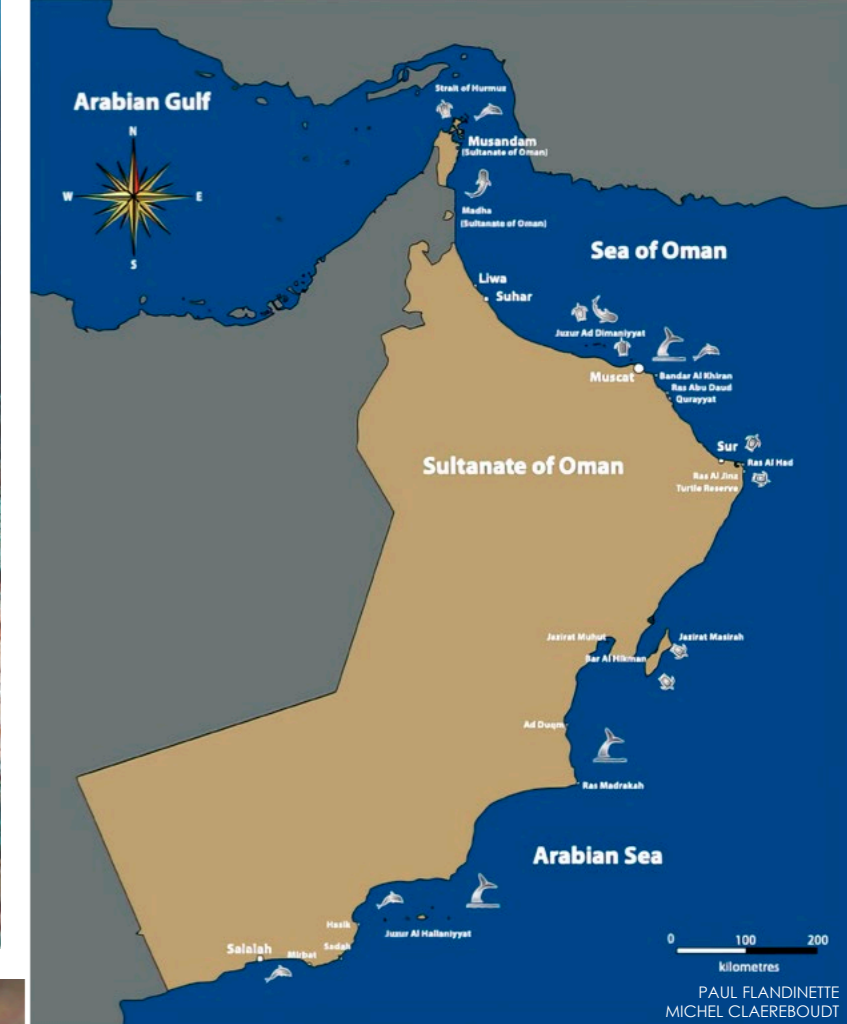 Strait of Hurmuz
Arabian Gulf
N
W
E
S
Musandam
(Sultanate of Oman)
Madha
(Sultanate of Oman)
Sea of Oman
Liwa
Suhar
Juzur Ad Dimaniyyat
Muscat
Bandar Al Khiran
Ras Abu Daud
Qurayyat
Sur
Ras Al Had
Ras Al Jinz
Turtle Reserve
Sultanate of Oman
Jazirat Muhut
Jazirat Masirah
Bar Al Hikman
Ad Duqm
Ras Madrakah
Arabian Sea
Hasik
Juzur Al Hallaniyyat
Sadah
Salalah
Mirbat
0 100 200
kilometres
PAUL FLANDINETTE
MICHEL CLAEREBOUDT